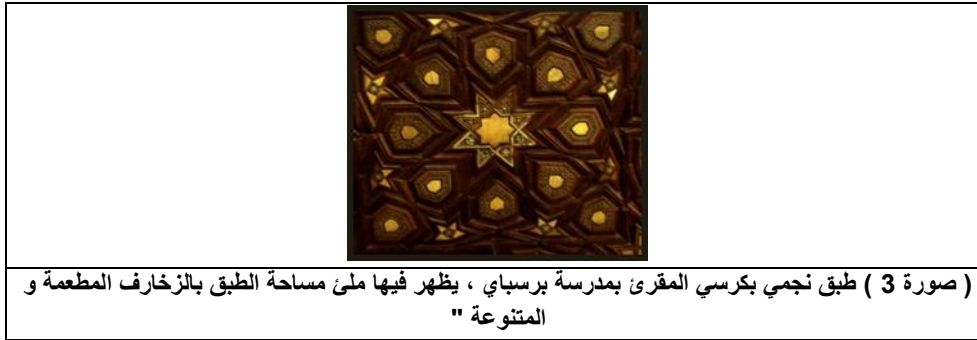 ( صورة 3 ) طبق نجمي بكرسي المقرئ بمدرسة برسباي ، يظهر فيها ملئ مساحة الطبق بالزخارف المطعمة و
المتنوعة "